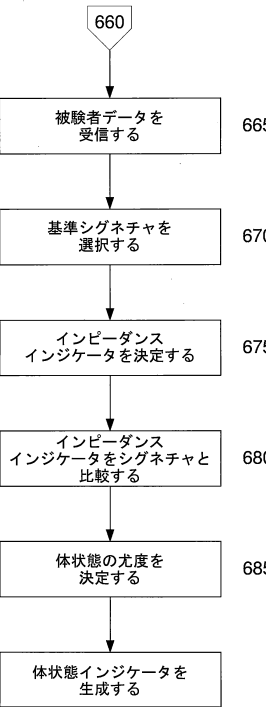 660
被験者データを
受信する
665
基準シグネチャを
選択する
670
インピーダンス
インジケータを決定する
675
インピーダンス
インジケータをシグネチャと
比較する
680
体状態の尤度を
決定する
685
体状態インジケータを
生成する